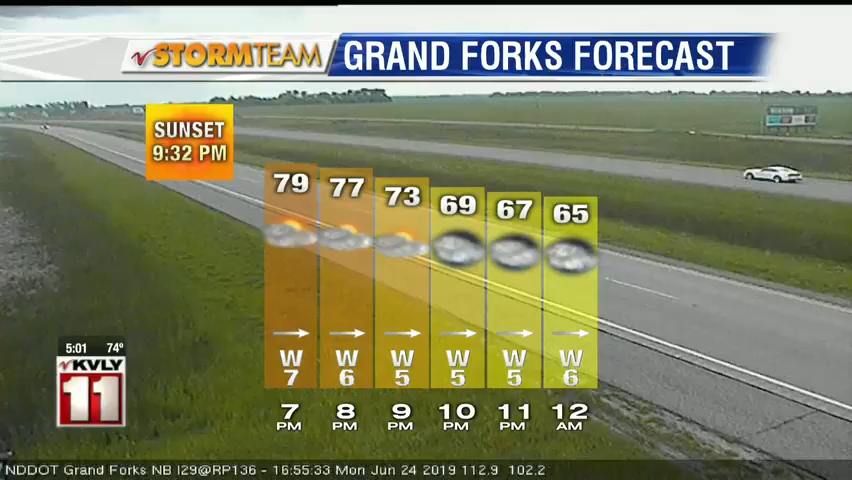 STORMTEAM
GRAND FORKS FORECAST
SUNSET
9:32 PM
79 77 73 69 67 65
W W W W W W
7 6 5 5 5 6
7 8 9 10 11 12
PM PM PM PM PM AM
5:01 74°
KVLY
11
NDDOT Grand Forks NB I29@RP136 - 16:55:33 Mon Jun 24 2019 112.9 102.2